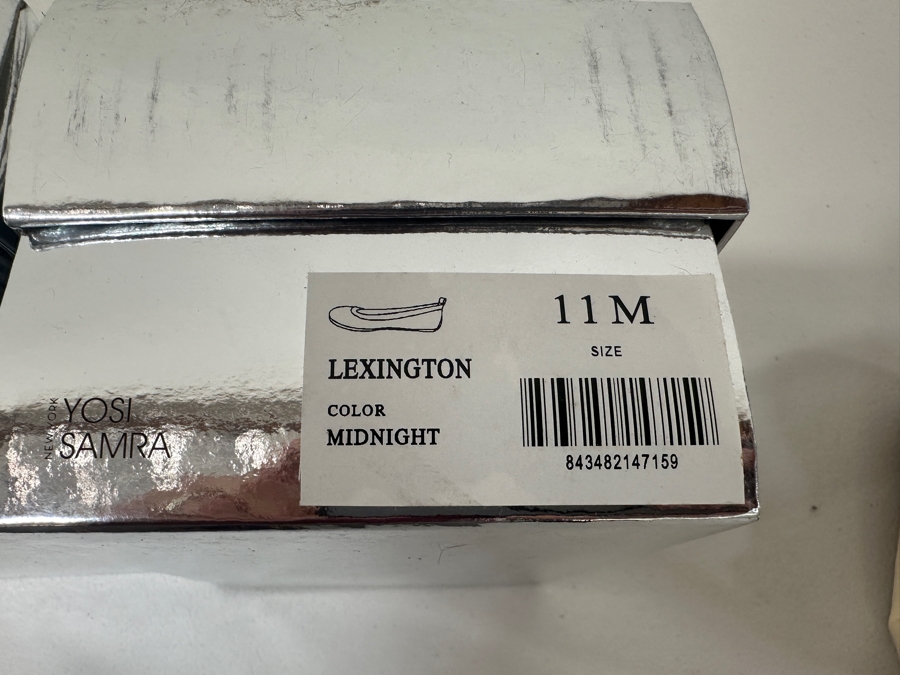 11M
SIZE
LEXINGTON
COLOR
MIDNIGHT
843482147159
NEW YORK
YOSI
SAMRA